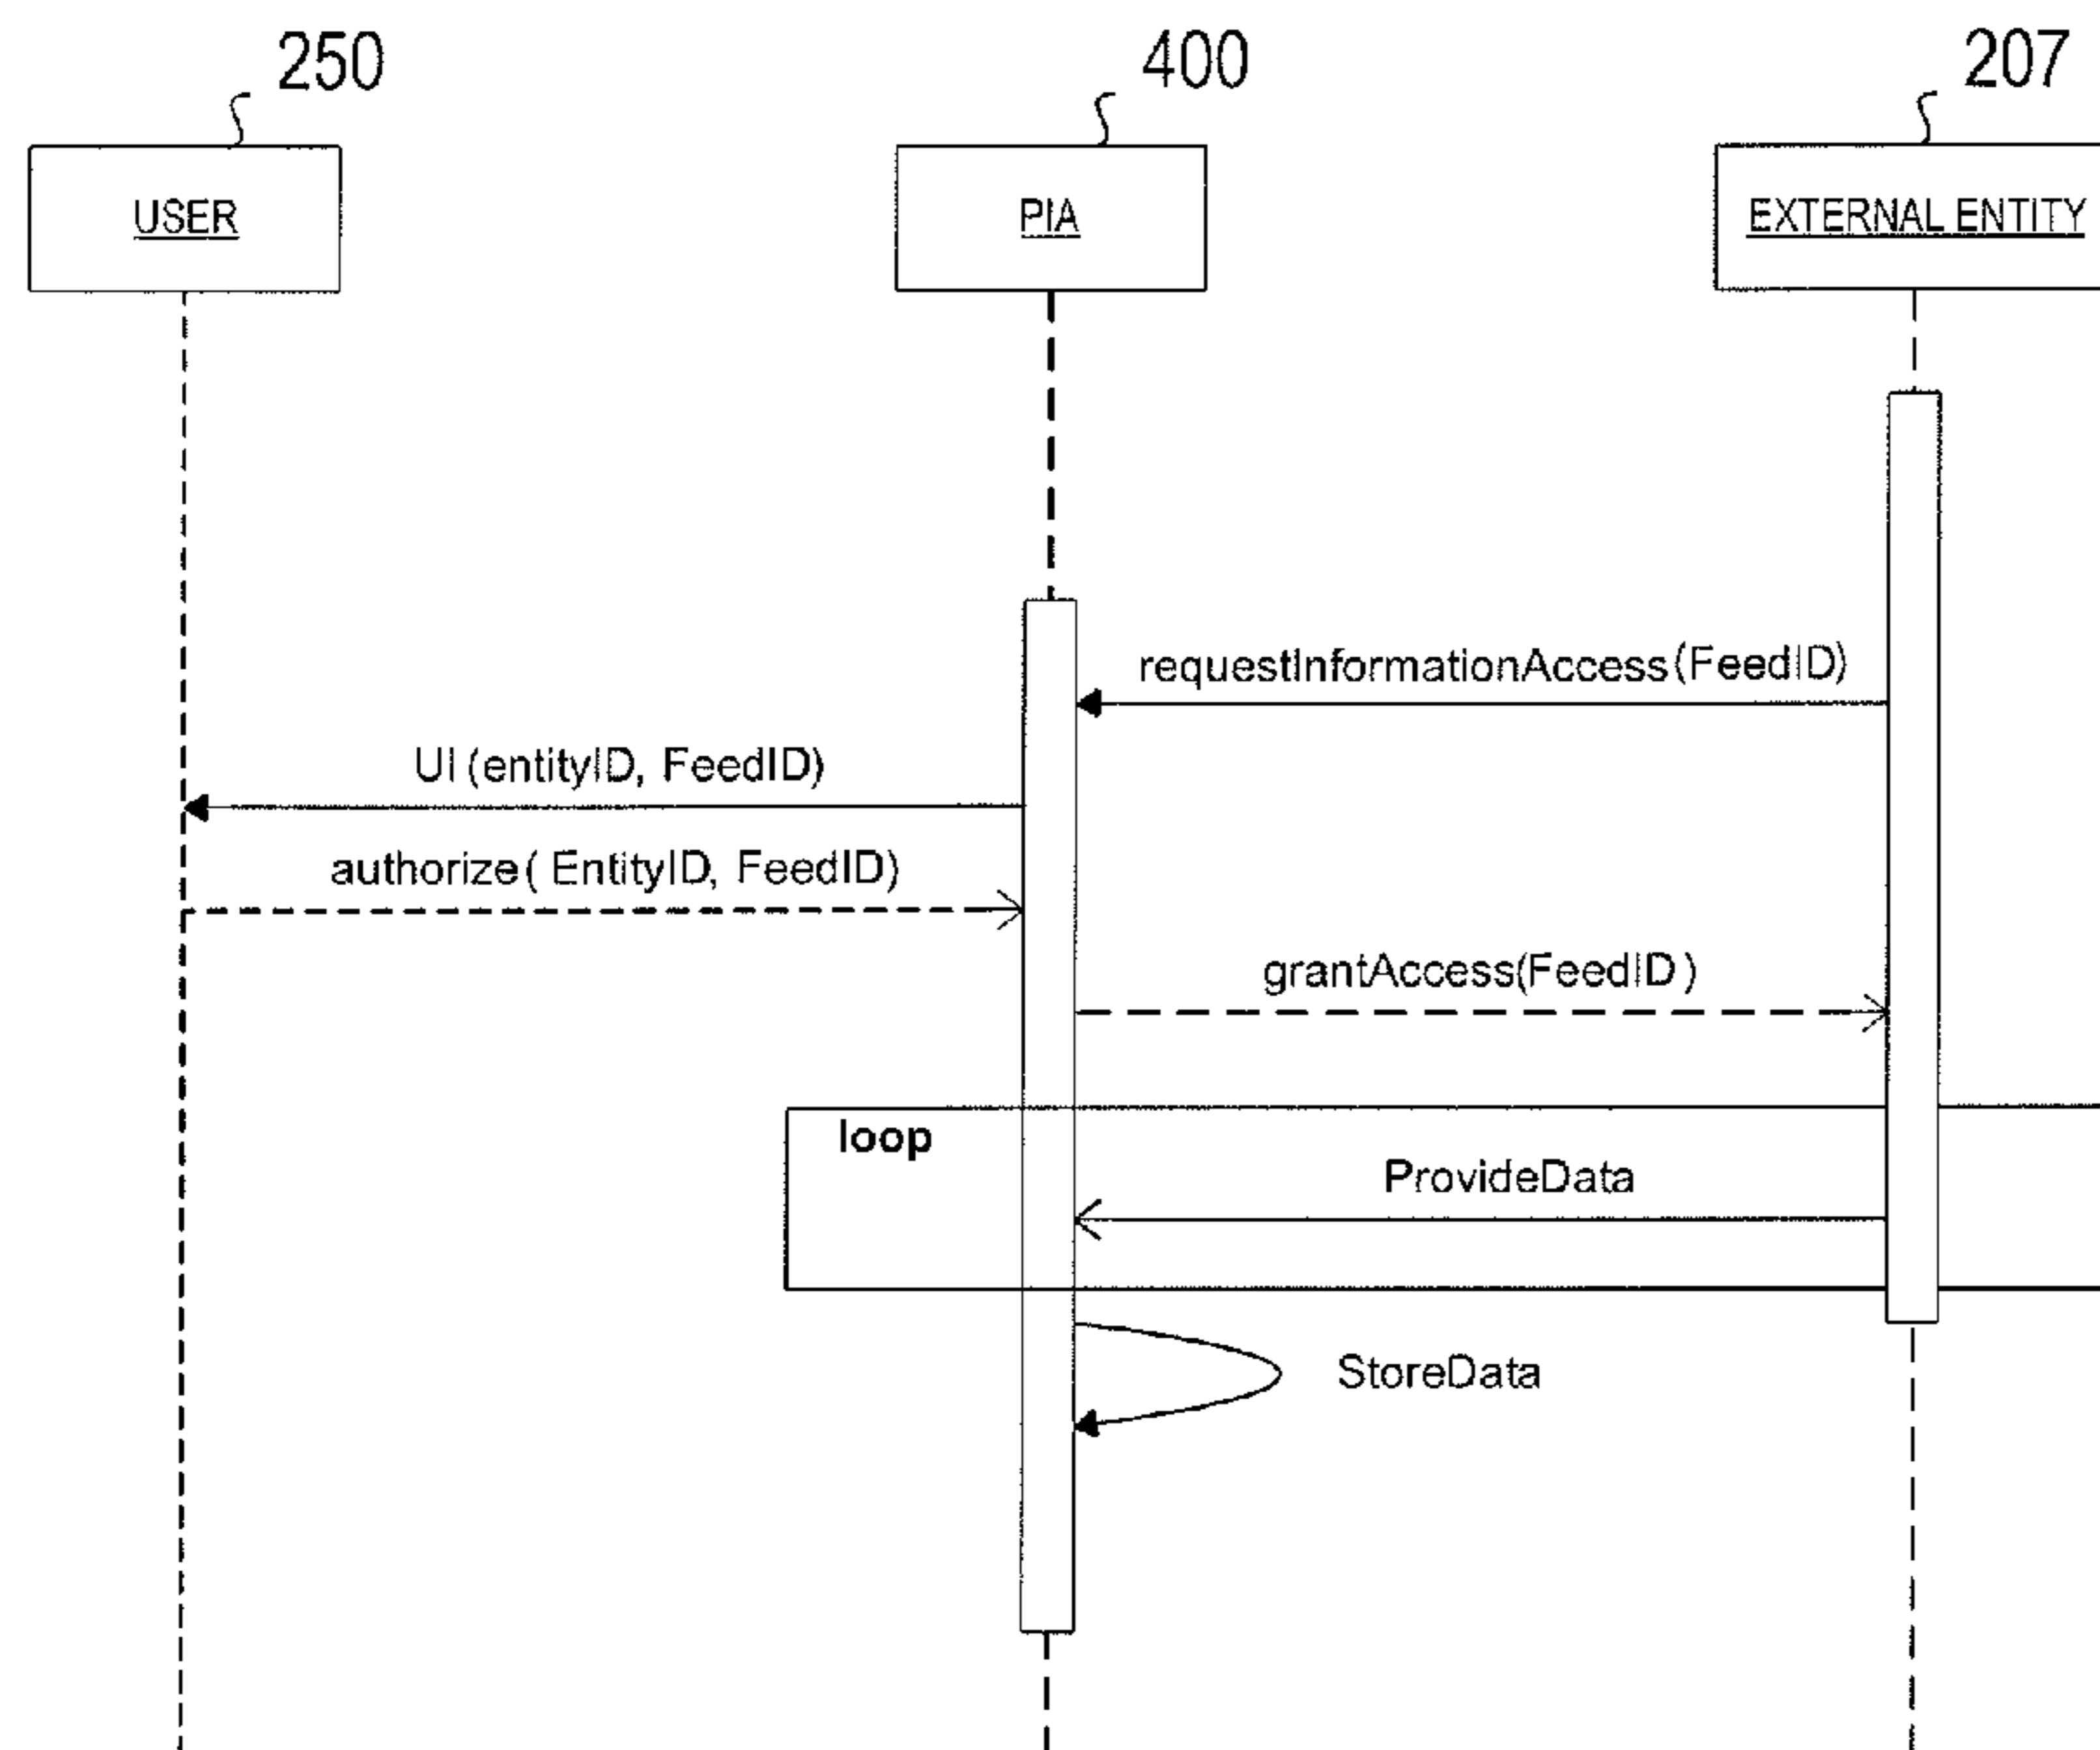 250
400
207
USER
PIA
EXTERNAL ENTITY
requestInformationAccess(FeedID)
UI (entityID, FeedID)
authorize( EntityID, FeedID)
grantAccess(FeedID)
loop
ProvideData
StoreData